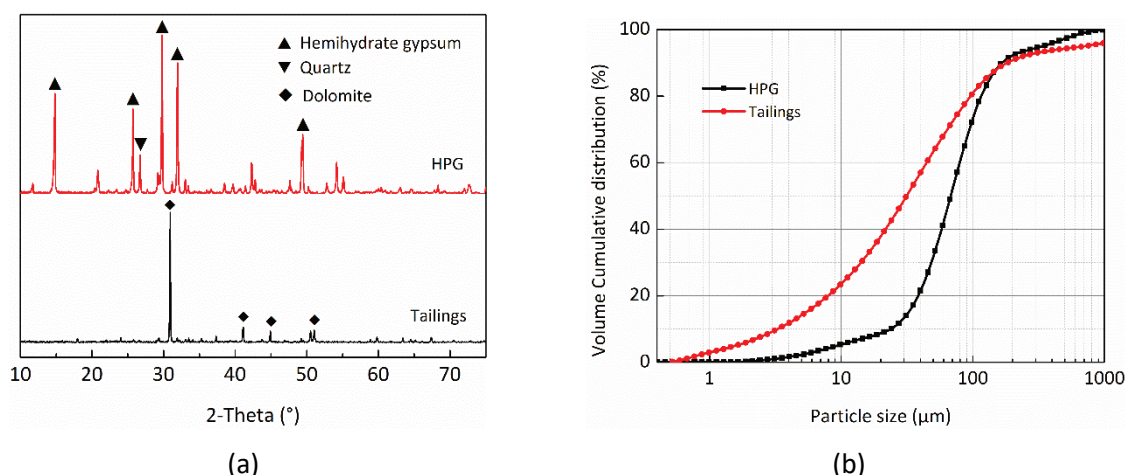 Hemihydrate gypsum
Quartz
Dolomite
HPG
Tailings
10 20 30 40 50 60 70
2-Theta (°)
(a)
Volume Cumulative distribution (%)
100
80
60
40
20
0
HPG
Tailings
1 10 100 1000
Particle size (μm)
(b)